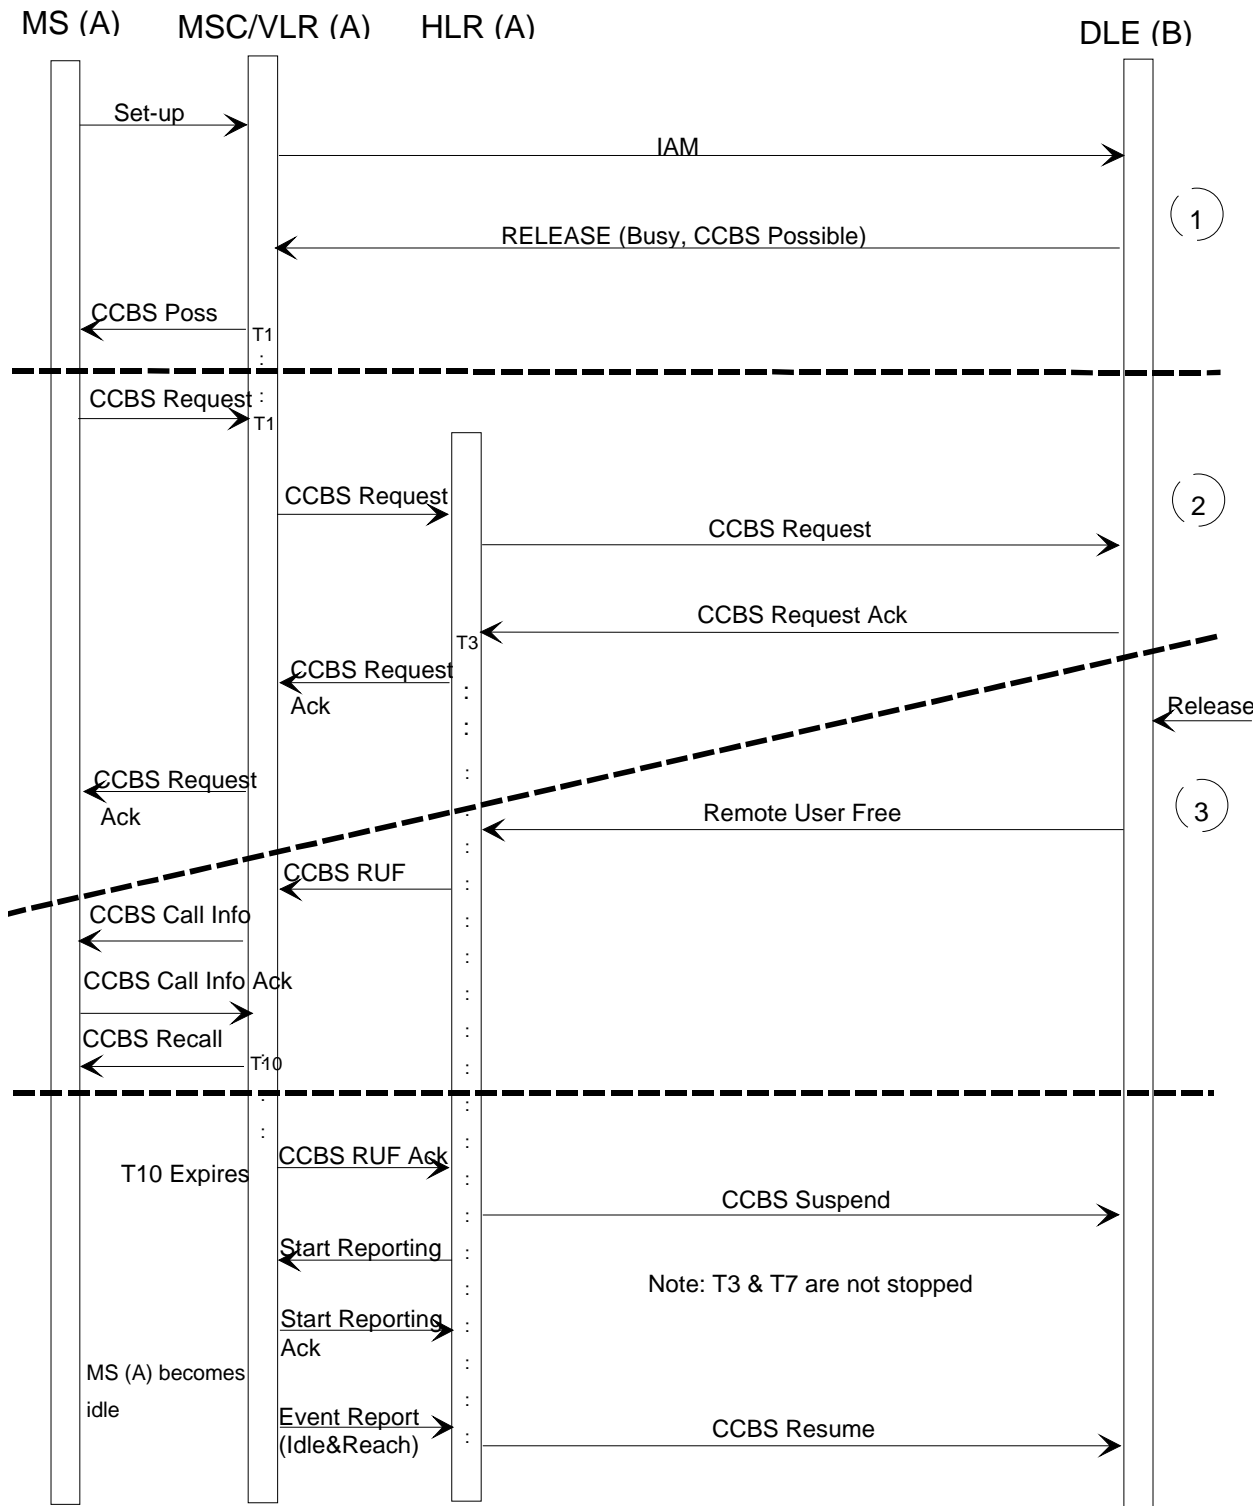 MS (A) MSC/VLR (A) HLR (A) DLE (B)
Set-up
IAM
1
RELEASE (Busy, CCBS Possible)
CCBS Poss
T1
:
CCBS Request
:
T1
CCBS Request
2
CCBS Request
CCBS Request Ack
T3
CCBS Request
Ack
Release
CCBS Request
Ack
Remote User Free
3
CCBS RUF
CCBS Call Info
CCBS Call Info Ack
CCBS Recall
T10
CCBS RUF Ack
T10 Expires
CCBS Suspend
Start Reporting
Note: T3 & T7 are not stopped
Start Reporting
Ack
MS (A) becomes
idle
Event Report
(Idle&Reach)
CCBS Resume